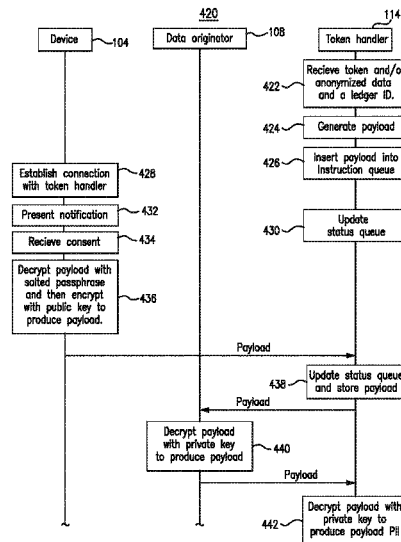 420
Device
104
Data originator
108
Token handler
114
Recieve token and/o
anonymized data
and a ledger ID.
422
424
Generate payload
426
Insert payload into
Instruction queue
Establish connection
with token handler
428
Present notification
432
430
Update
status queue
Recieve consent
434
Decrypt payload with
salted passphrase
and then encrypt
with public key to
produce payload.
436
Payload
438
Update status queue
and store payload
Payload
Decrypt payload
with private key
to produce payload
440
Payload
442
Decrypt payload with
private key to
produce payload PII